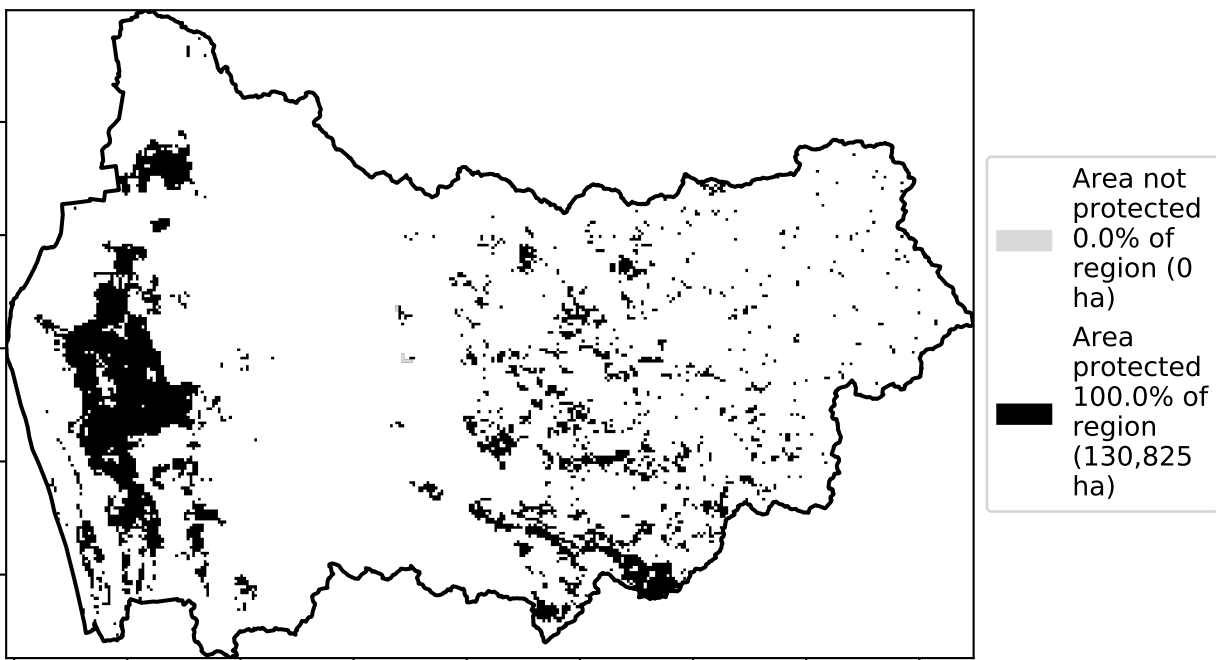 Area not
protected
0.0% of
region (0
ha)
Area
protected
100.0% of
region
(130,825
ha)